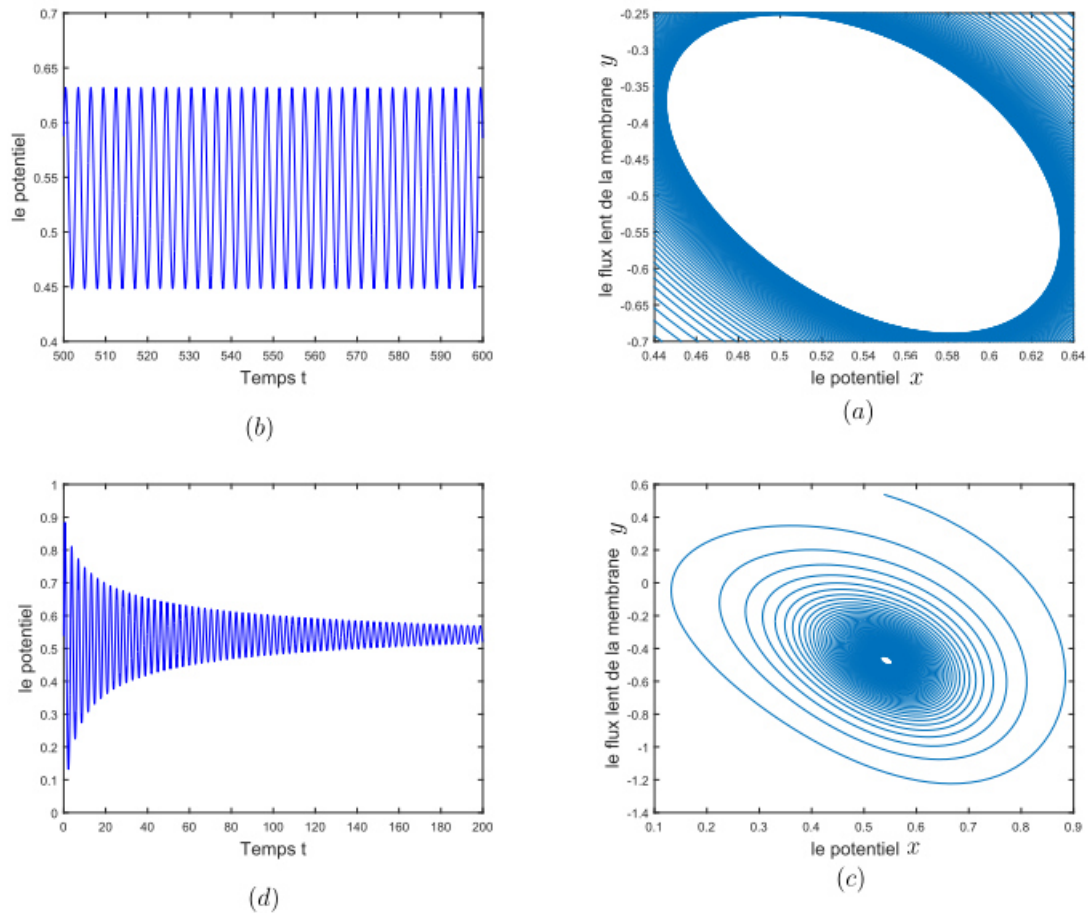 0.7
0.65
0.6
0.55
0.5
0.45
0.4
le potentiel
500 510 520 530 540 550 560 570 580 590 600
Temps t
(b)
-0.25
-0.3
-0.35
-0.4
-0.45
-0.5
-0.55
-0.6
-0.65
-0.7
le flux lent de la membrane y
0.44 0.46 0.48 0.5 0.52 0.54 0.56 0.58 0.6 0.62 0.64
le potentiel x
(a)
1
0.9
0.8
0.7
0.6
0.5
0.4
0.3
0.2
0.1
0
le potentiel
0 20 40 60 80 100 120 140 160 180 200
Temps t
(d)
0.6
0.4
0.2
0
-0.2
-0.4
-0.6
-0.8
-1
-1.2
-1.4
le flux lent de la membrane y
0.1 0.2 0.3 0.4 0.5 0.6 0.7 0.8 0.9
le potentiel x
(c)